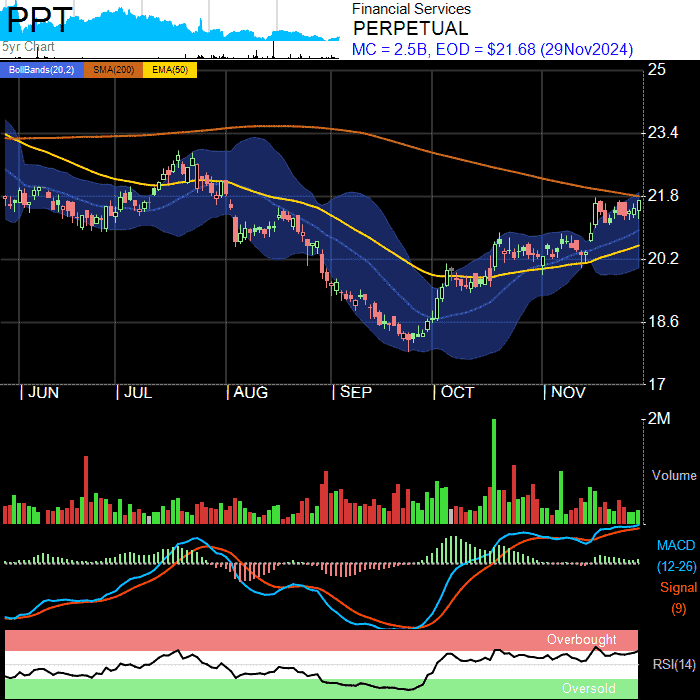 PPT
5yr Chart
Financial Services
PERPETUAL
MC = 2.5B, EOD = $21.68 (29Nov2024)
BollBands(20,2) SMA(200) EMA(50)
25
23.4
21.8
20.2
18.6
17
JUN JUL AUG SEP OCT NOV
2M
Volume
MACD
(12-26)
Signal
(9)
Overbought
RSI(14)
Oversold